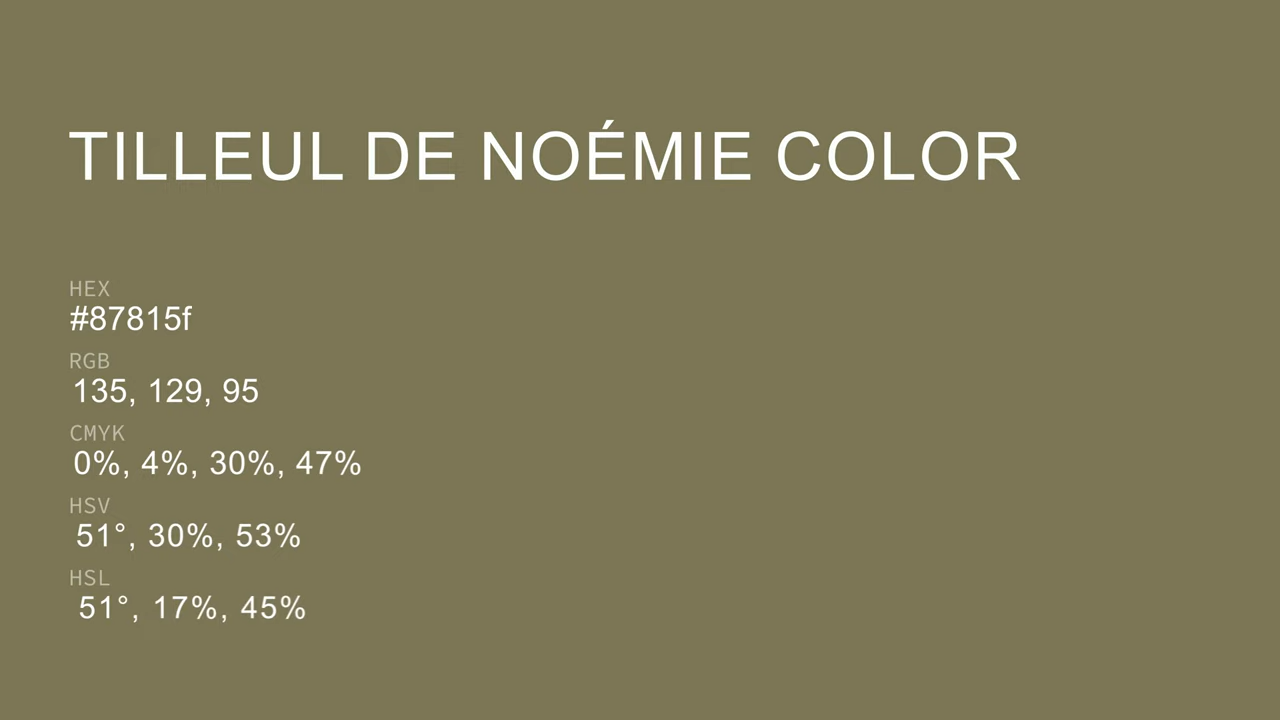 TILLEUL DE NOÉMIE COLOR
HEX
#87815f
RGB
135, 129, 95
CMYK
0%, 4%, 30%, 47%
HSV
51°, 30%, 53%
HSL
51°, 17%, 45%